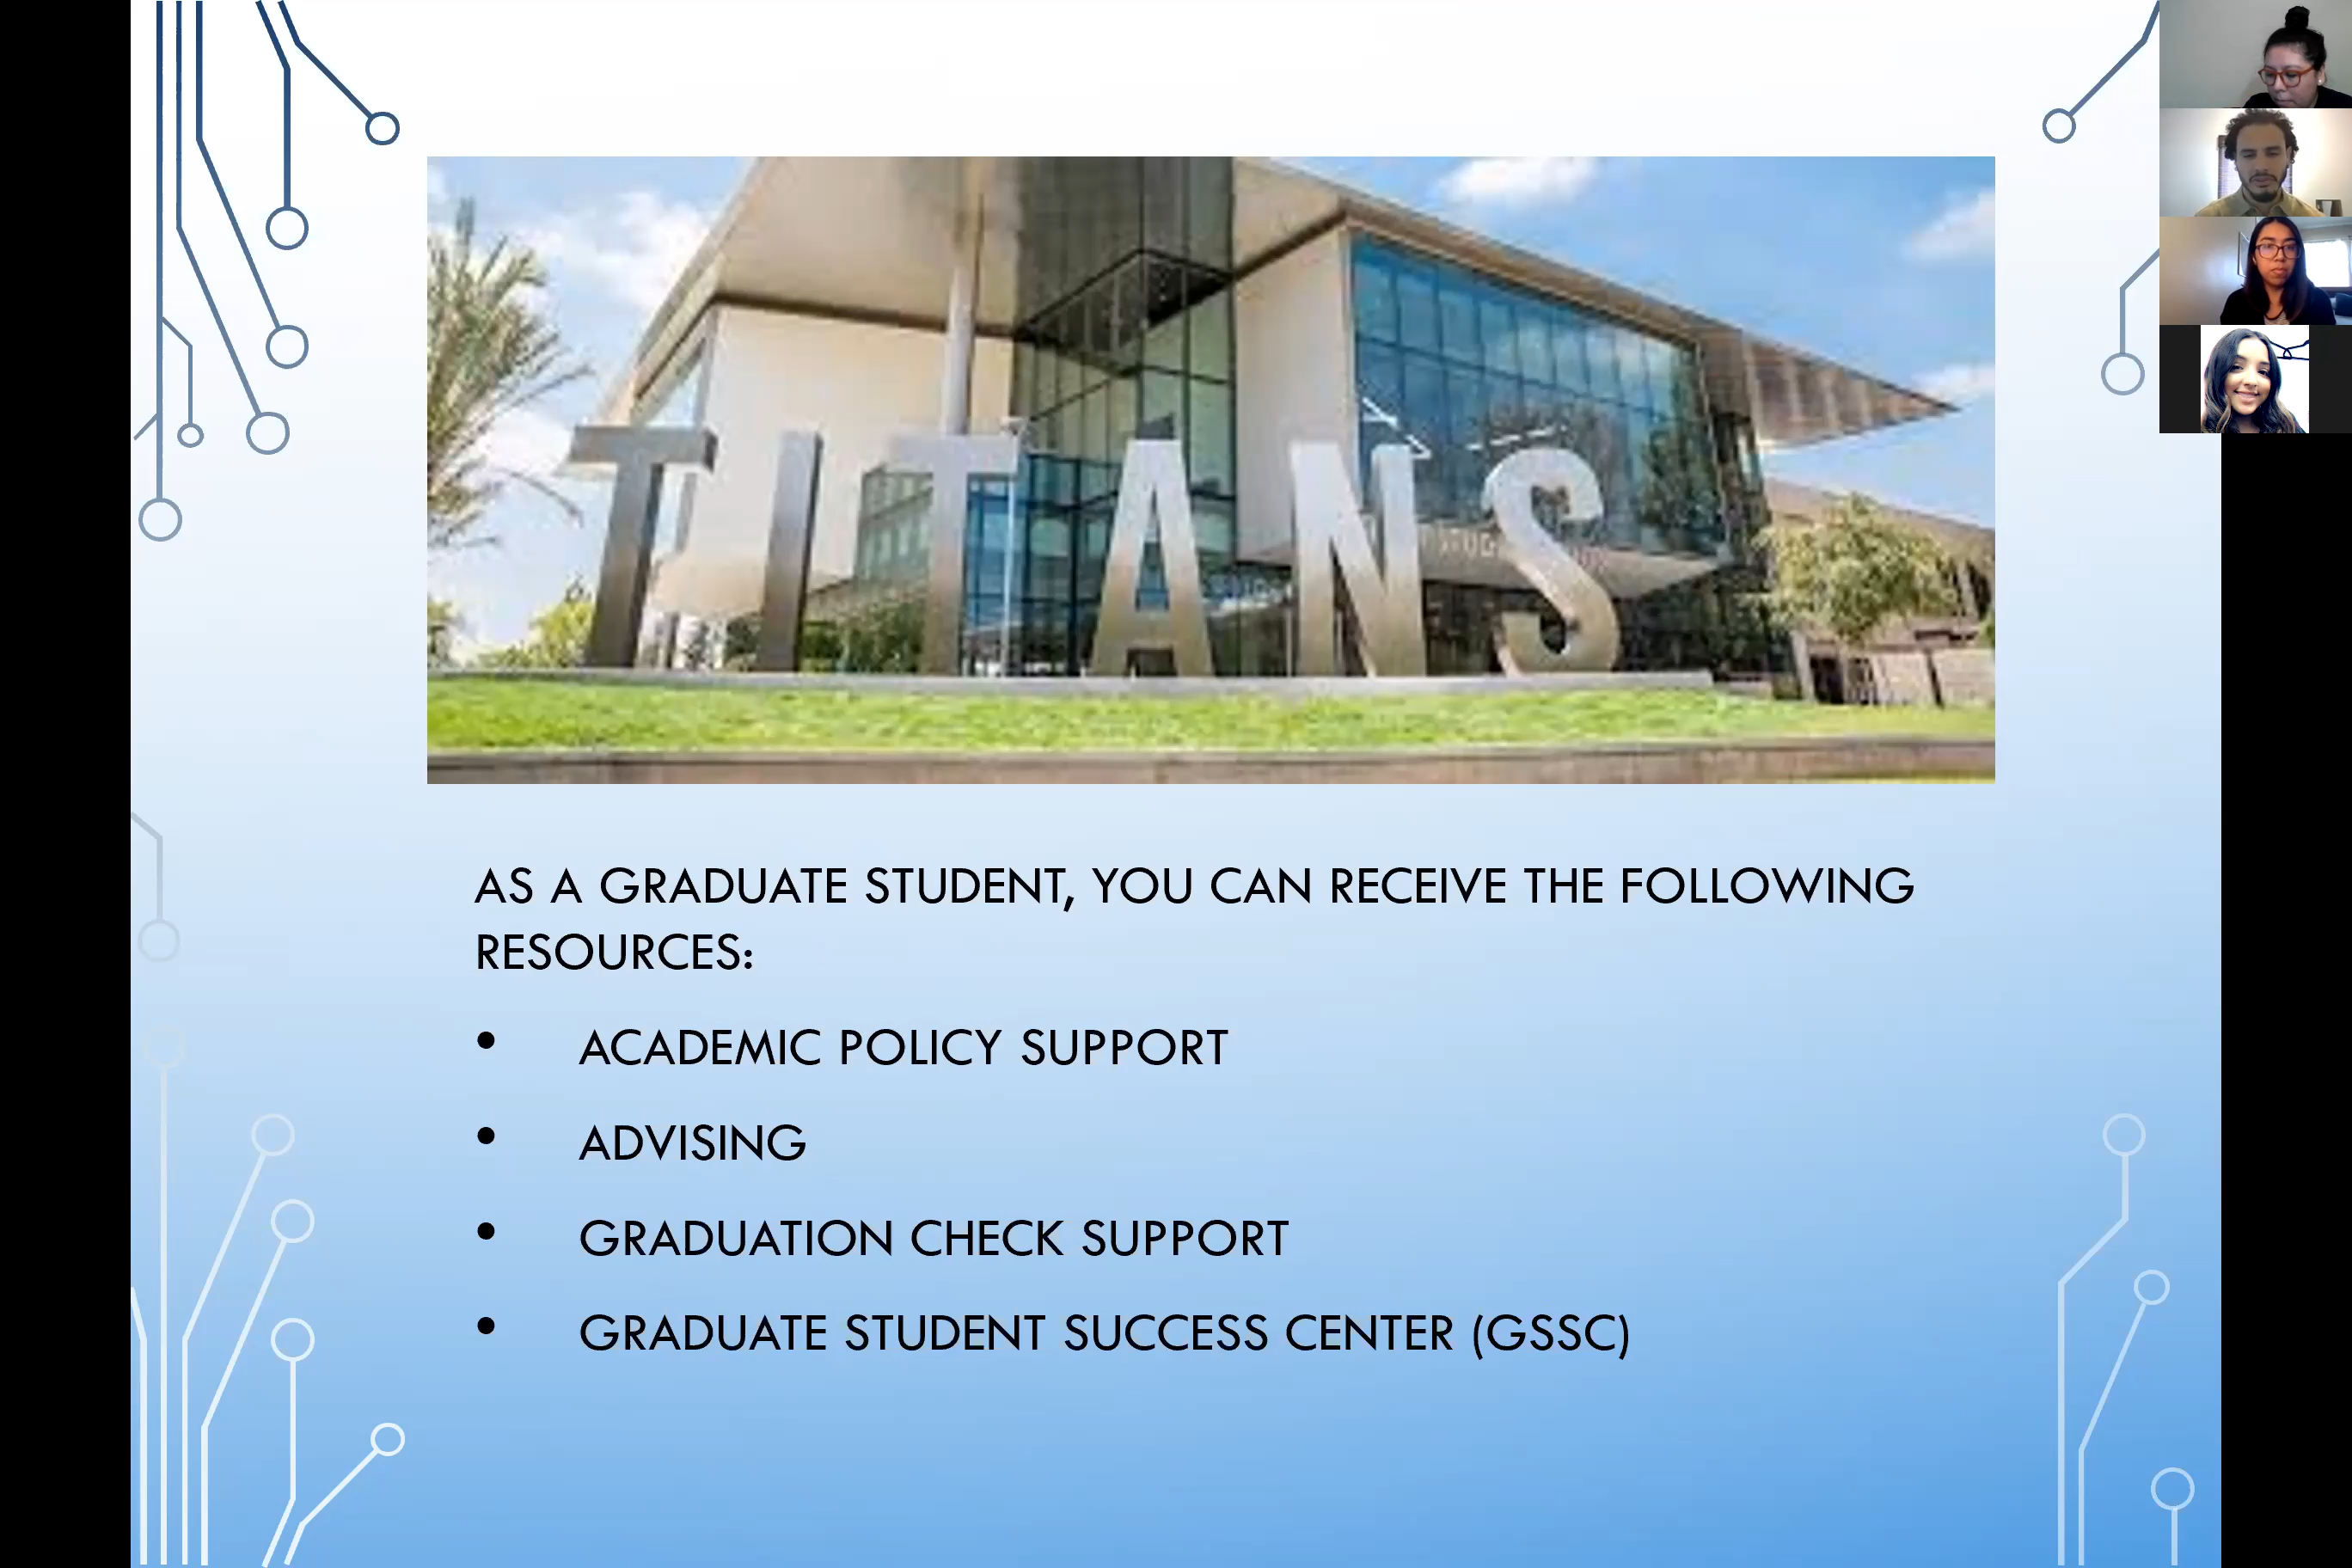 TITANS
AS A GRADUATE STUDENT, YOU CAN RECEIVE THE FOLLOWING
RESOURCES:
• ACADEMIC POLICY SUPPORT
• ADVISING
• GRADUATION CHECK SUPPORT
• GRADUATE STUDENT SUCCESS CENTER (GSSC)